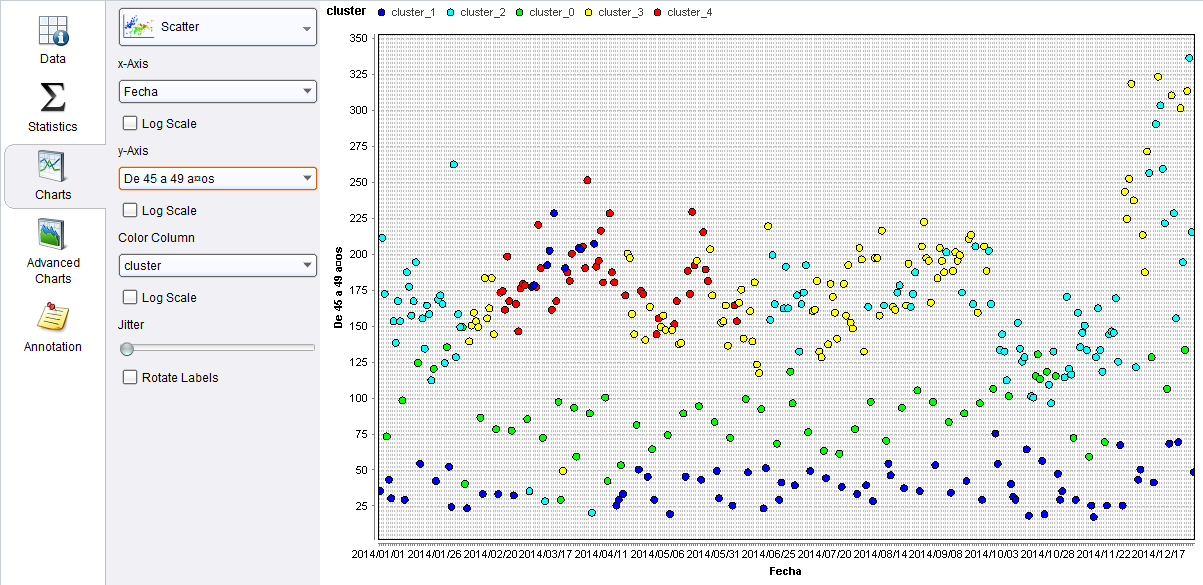 Data
Statistics
Charts
Advanced
Charts
Annotation
Scatter
x-Axis
Fecha
Log Scale
y-Axis
De 45 a 49 a¤os
Log Scale
Color Column
cluster
Log Scale
Jitter
Rotate Labels
cluster cluster_1 cluster_2 cluster_0 cluster_3 cluster_4
350
325
300
275
250
225
200
175
150
125
100
75
50
25
De 45 a 49 a¤os
2014/01/01 2014/01/26 2014/02/20 2014/03/17 2014/04/11 2014/05/06 2014/05/31 2014/06/25 2014/07/20 2014/08/14 2014/09/08 2014/10/03 2014/10/28 2014/11/22 2014/12/17
Fecha